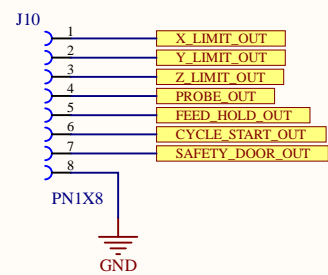 J10
1 X_LIMIT_OUT
2 Y_LIMIT_OUT
3 Z_LIMIT_OUT
4 PROBE_OUT
5 FEED_HOLD_OUT
6 CYCLE_START_OUT
7 SAFETY_DOOR_OUT
8
PN1X8
GND